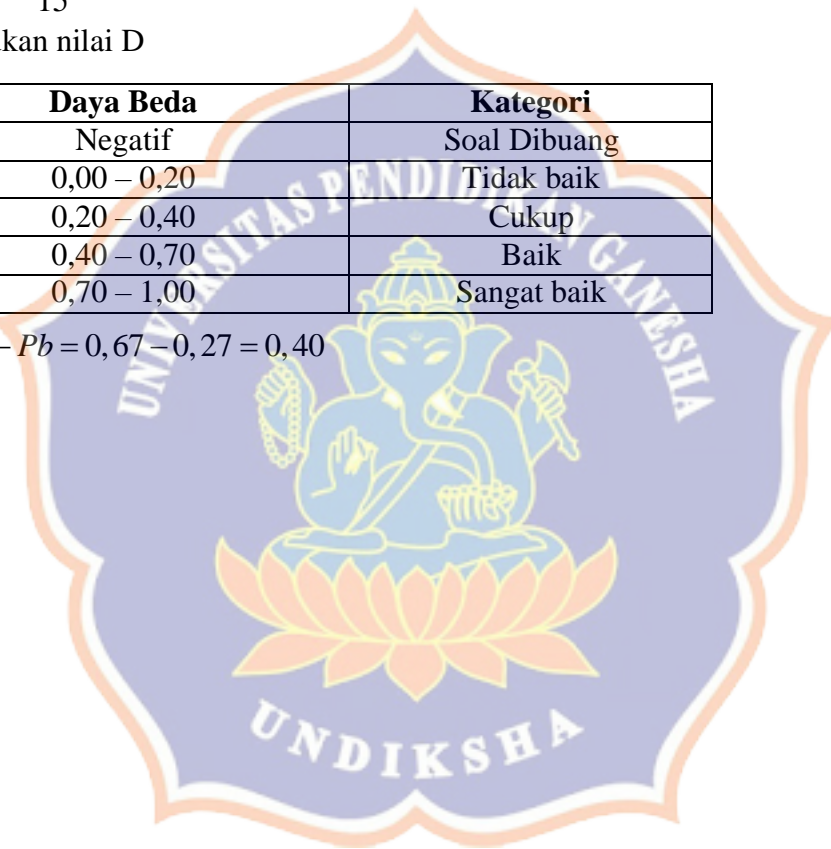 15
kan nilai D
Daya Beda Kategori
Negatif Soal Dibuang
0,00 – 0,20 Tidak baik
0,20 – 0,40 Cukup
0,40 – 0,70 Baik
0,70 – 1,00 Sangat baik
– Pb = 0,67 – 0,27 = 0,40
UNIVERSITAS PENDIDIKAN GANESHA
UNDIKSHA